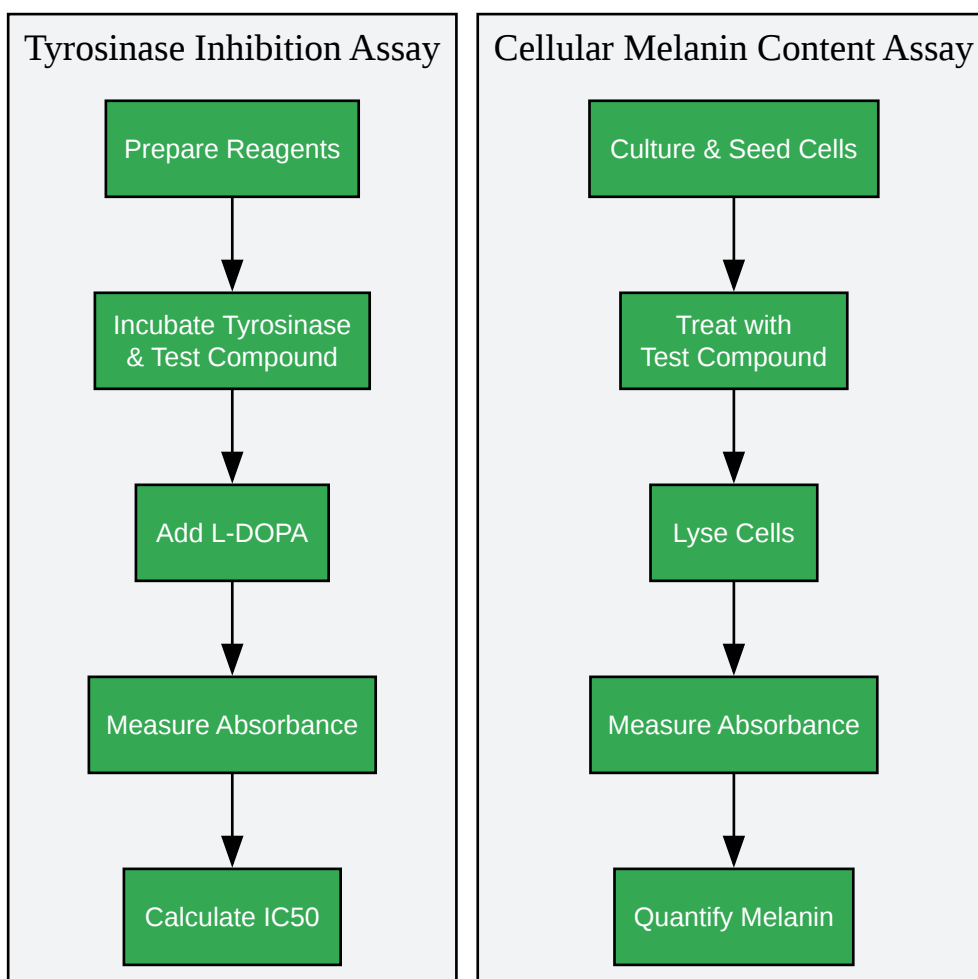 Tyrosinase Inhibition Assay
Prepare Reagents
Incubate Tyrosinase
& Test Compound
Add L-DOPA
Measure Absorbance
Calculate IC50
Cellular Melanin Content Assay
Culture & Seed Cells
Treat with
Test Compound
Lyse Cells
Measure Absorbance
Quantify Melanin